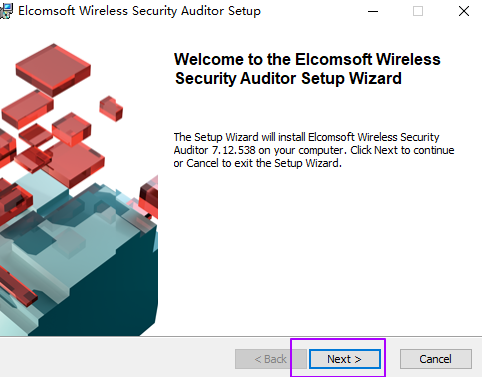 Elcomsoft Wireless Security Auditor Setup
Welcome to the Elcomsoft Wireless
Security Auditor Setup Wizard
The Setup Wizard will install Elcomsoft Wireless Security
Auditor 7.12.538 on your computer. Click Next to continue
or Cancel to exit the Setup Wizard.
< Back
Next >
Cancel